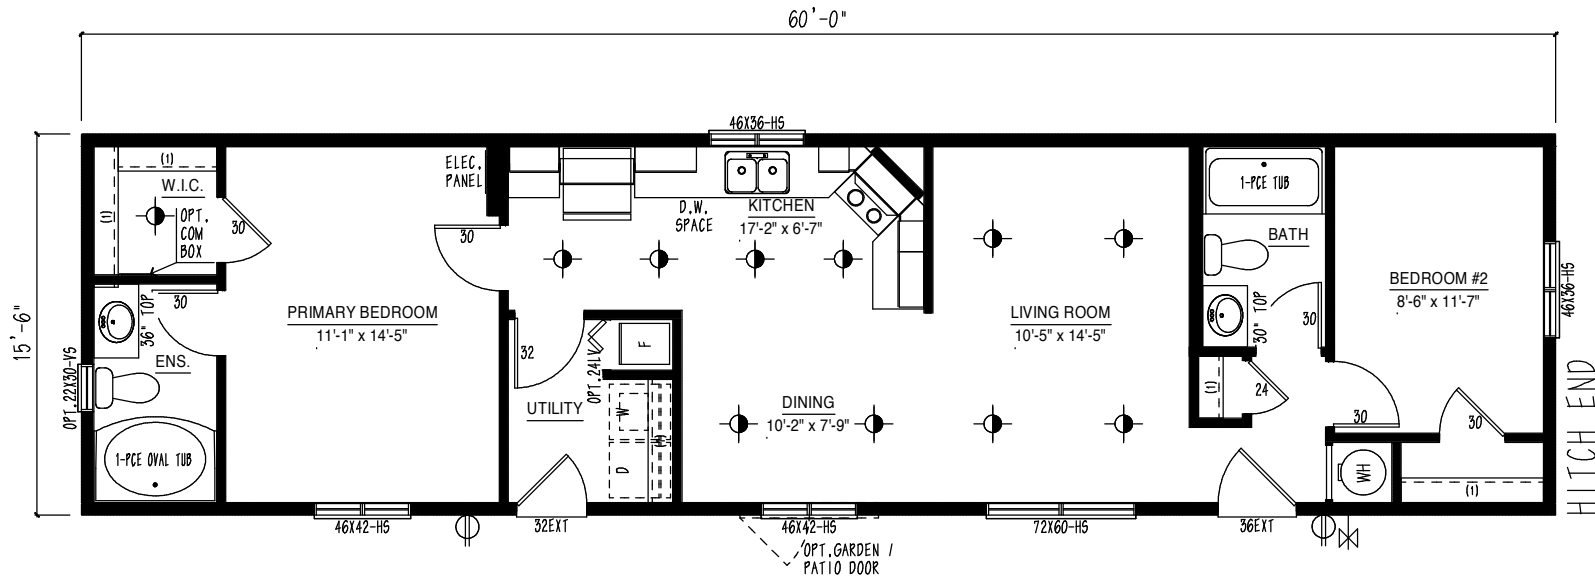 60'-0"
46X36-HS
15'-6"
(1)
W.I.C.
(1)
OPT.
COM
BOX
30
ELEC.
PANEL
30
D.W.
SPACE
KITCHEN
17'-2" x 6'-7"
1-PCE TUB
BATH
BEDROOM #2
8'-6" x 11'-7"
46X36-HS
30
36" TOP
PRIMARY BEDROOM
11'-1" x 14'-5"
LIVING ROOM
10'-5" x 14'-5"
30" TOP
30
ENS.
OPT.22X30-VS
32
OPT.24LV
F
UTILITY
W
D
DINING
10'-2" x 7'-9"
(1)
24
30
30
HITCH END
1-PCE OVAL TUB
WH
(1)
46X42-HS
32EXT
46X42-HS
72X60-HS
36EXT
OPT.GARDEN /
PATIO DOOR